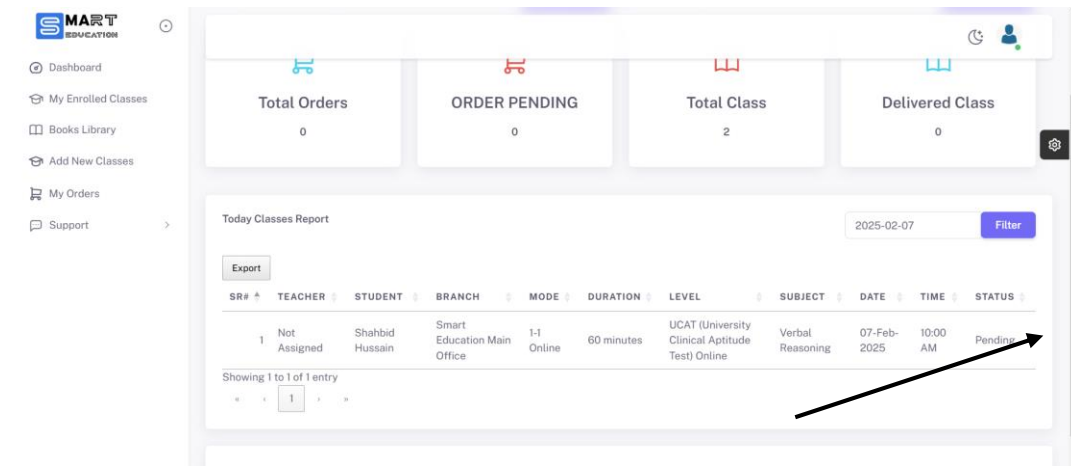 SMART
EDUCATION
Dashboard
My Enrolled Classes
Books Library
Add New Classes
My Orders
Support
Total Orders
0
ORDER PENDING
0
Total Class
2
Delivered Class
0
Today Classes Report
2025-02-07
Filter
Export
SR# TEACHER STUDENT BRANCH MODE DURATION LEVEL SUBJECT DATE TIME STATUS
1
Not
Assigned
Shahbid
Hussain
Smart
Education Main
Office
1-1
Online
60 minutes
UCAT (University
Clinical Aptitude
Test) Online
Verbal
Reasoning
07-Feb-
2025
10:00
AM
Pending
Showing 1 to 1 of 1 entry
« ‹ 1 › »